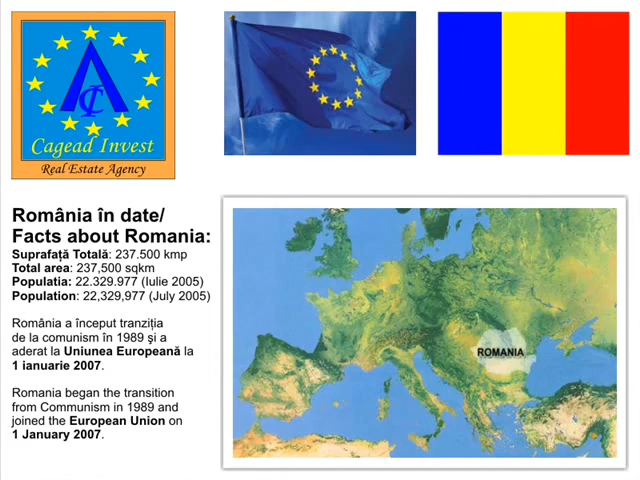 Cagead Invest
Real Estate Agency
România în date/
Facts about Romania:
Suprafață Totală: 237.500 kmp
Total area: 237,500 sqkm
Populatia: 22.329.977 (Iulie 2005)
Population: 22,329,977 (July 2005)
România a început tranziția
de la comunism în 1989 şi a
aderat la Uniunea Europeană la
1 ianuarie 2007.
Romania began the transition
from Communism in 1989 and
joined the European Union on
1 January 2007.
ROMANIA